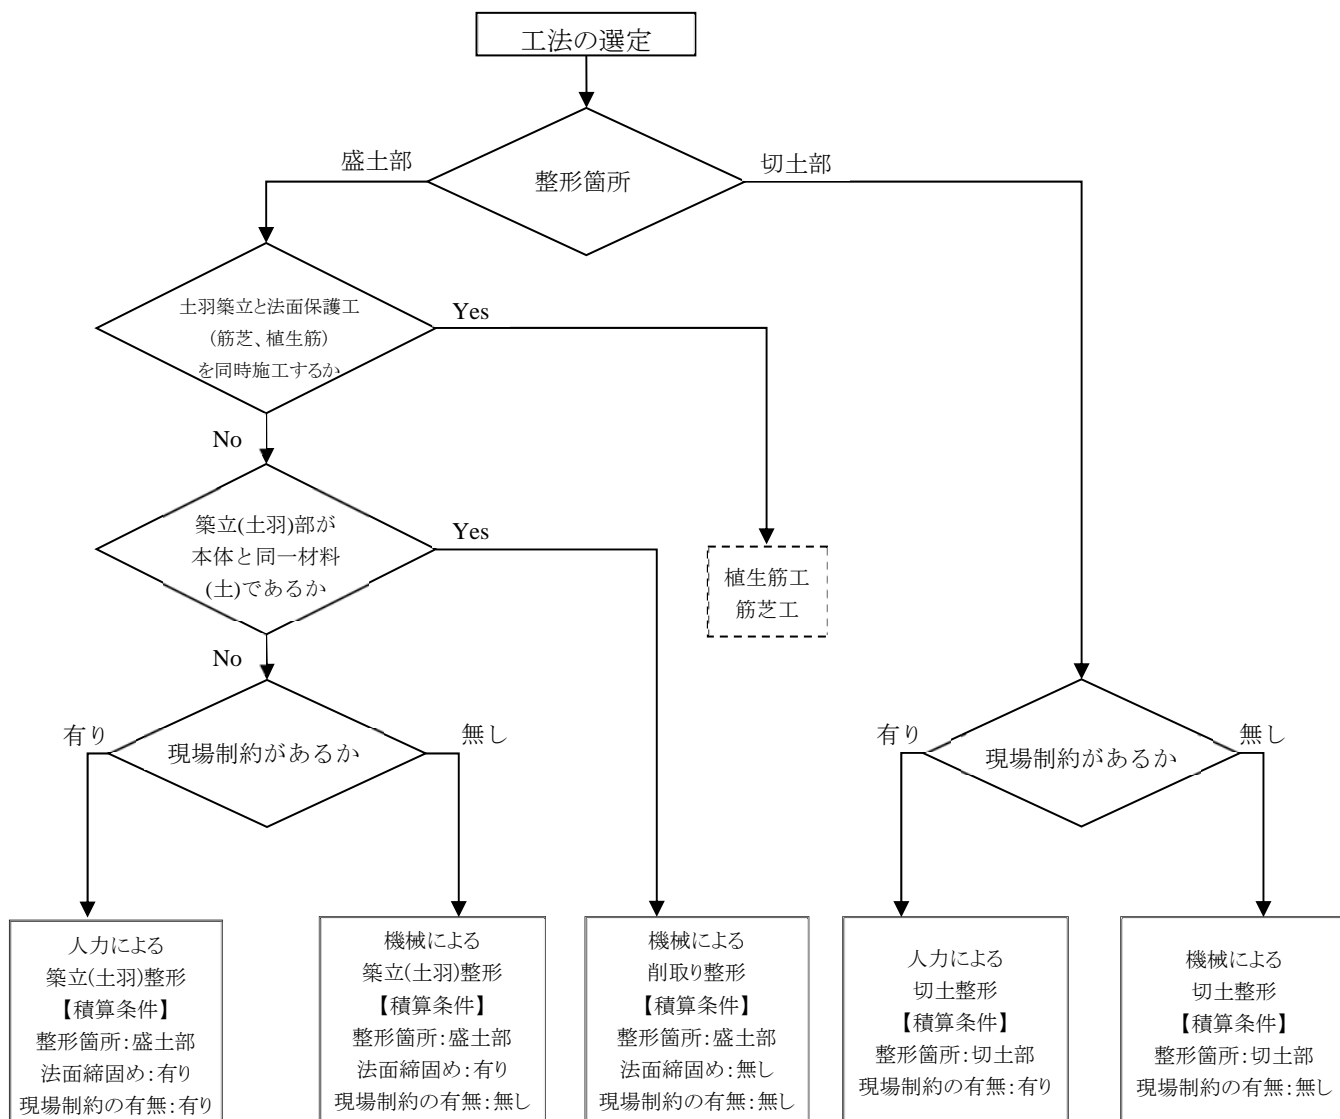 工法の選定
整形箇所
盛土部
切土部
土羽築立と法面保護工
(筋芝、植生筋)
を同時施工するか
Yes
No
築立(土羽)部が
本体と同一材料
(土)であるか
Yes
No
植生筋工
筋芝工
現場制約があるか
有り
無し
現場制約があるか
有り
無し
人力による
築立(土羽)整形
【積算条件】
整形箇所:盛土部
法面締固め:有り
現場制約の有無:有り
機械による
築立(土羽)整形
【積算条件】
整形箇所:盛土部
法面締固め:有り
現場制約の有無:無し
機械による
削取り整形
【積算条件】
整形箇所:盛土部
法面締固め:無し
現場制約の有無:無し
人力による
切土整形
【積算条件】
整形箇所:切土部
現場制約の有無:有り
機械による
切土整形
【積算条件】
整形箇所:切土部
現場制約の有無:無し